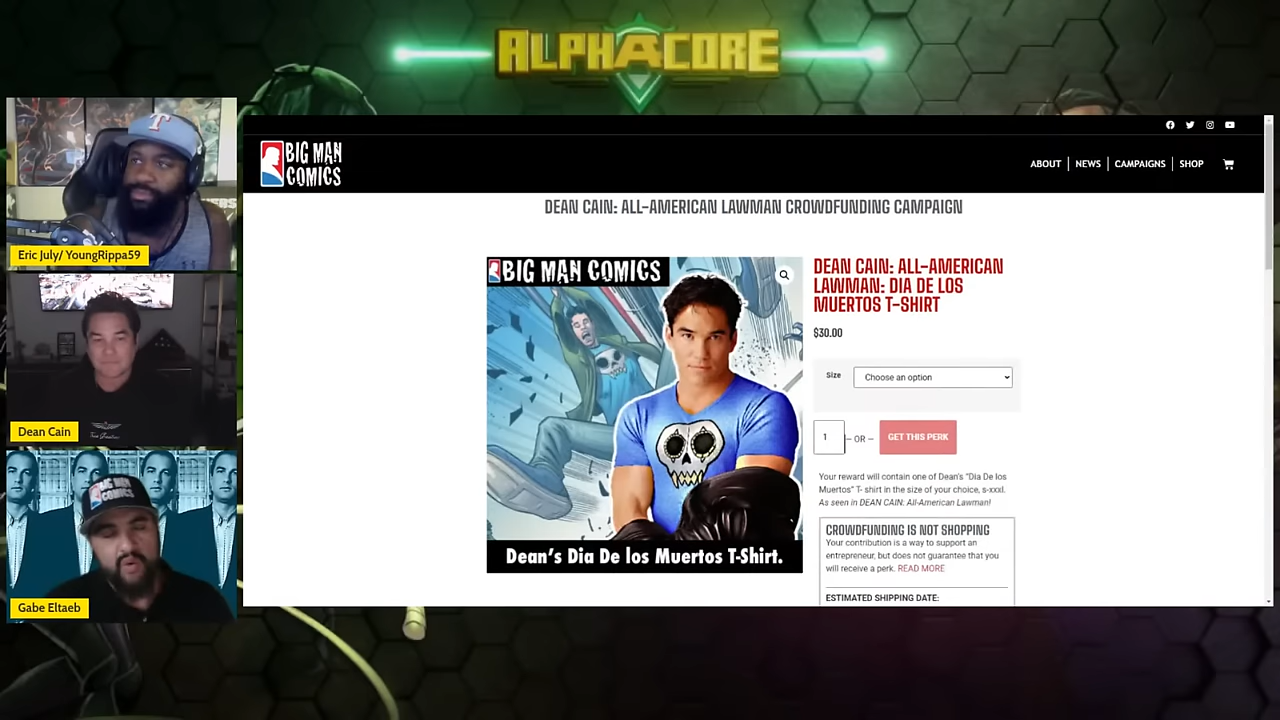 ALPHACORE
BIG MAN
COMICS
ABOUT
NEWS
CAMPAIGNS
SHOP
DEAN CAIN: ALL-AMERICAN LAWMAN CROWDFUNDING CAMPAIGN
T
Eric July/ YoungRippa59
Dean Cain
BIG MAN
COMICS
Gabe Eltaeb
BIG MAN COMICS
Dean's Dia De los Muertos T-Shirt.
DEAN CAIN: ALL-AMERICAN
LAWMAN: DIA DE LOS
MUERTOS T-SHIRT
$30.00
Size
Choose an option
1
– OR –
GET THIS PERK
Your reward will contain one of Dean's "Dia De los
Muertos" T- shirt in the size of your choice, s-xxxl.
As seen in DEAN CAIN: All-American Lawman!
CROWDFUNDING IS NOT SHOPPING
Your contribution is a way to support an
entrepreneur, but does not guarantee that you
will receive a perk. READ MORE
ESTIMATED SHIPPING DATE: